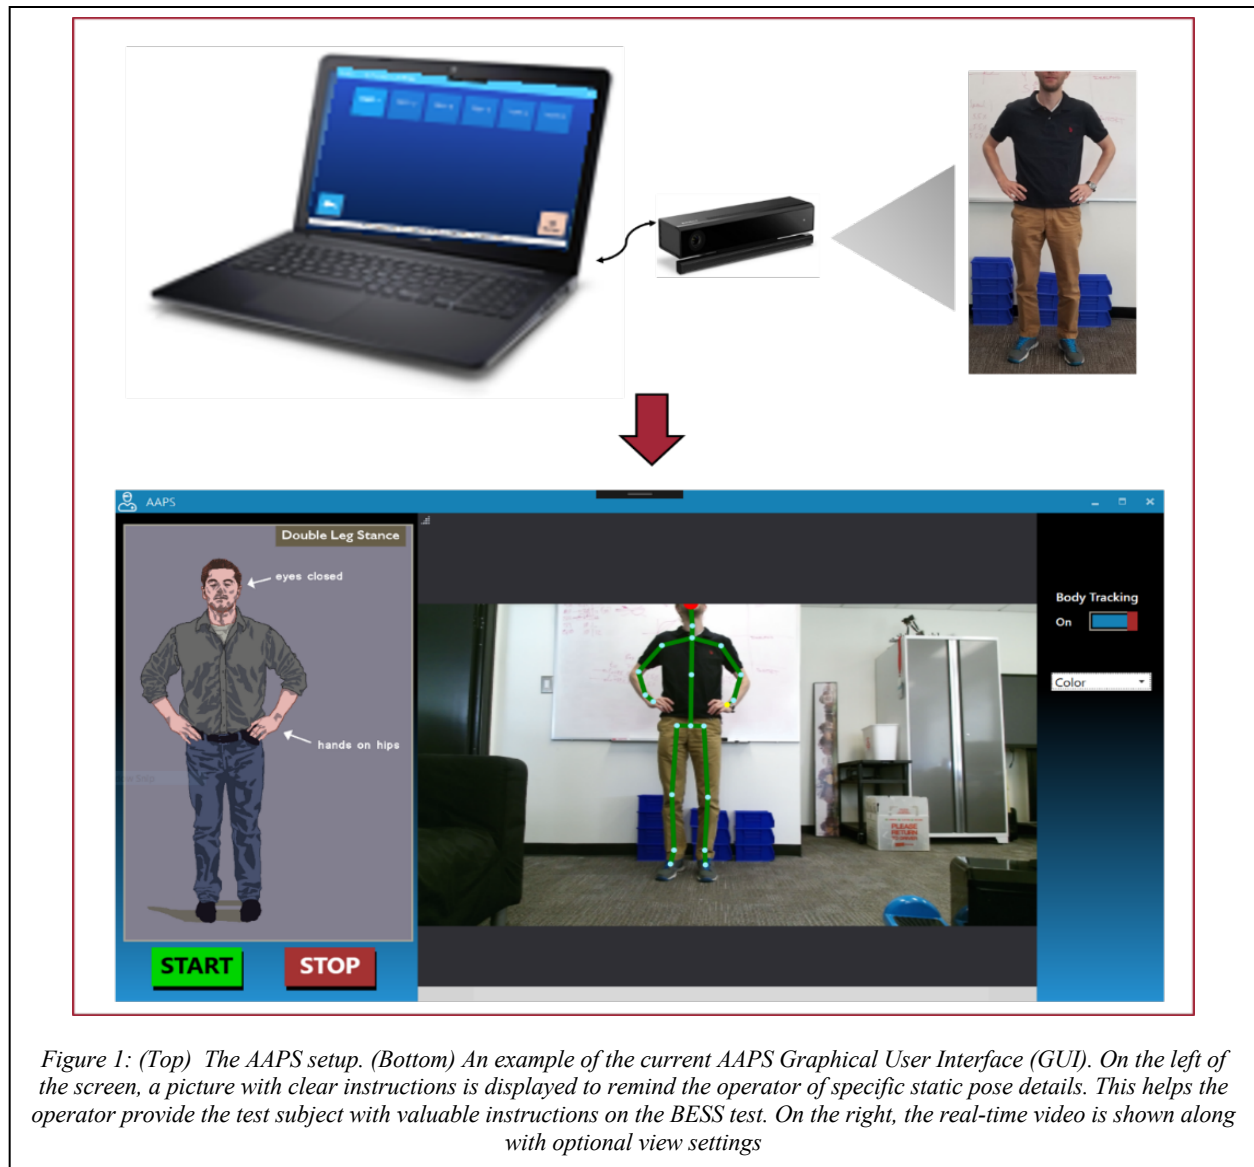 AAPS
Double Leg Stance
eyes closed
hands on hips
START
STOP
PLEASE
RETURN
Body Tracking
On
Color
Figure 1: (Top) The AAPS setup. (Bottom) An example of the current AAPS Graphical User Interface (GUI). On the left of
the screen, a picture with clear instructions is displayed to remind the operator of specific static pose details. This helps the
operator provide the test subject with valuable instructions on the BESS test. On the right, the real-time video is shown along
with optional view settings